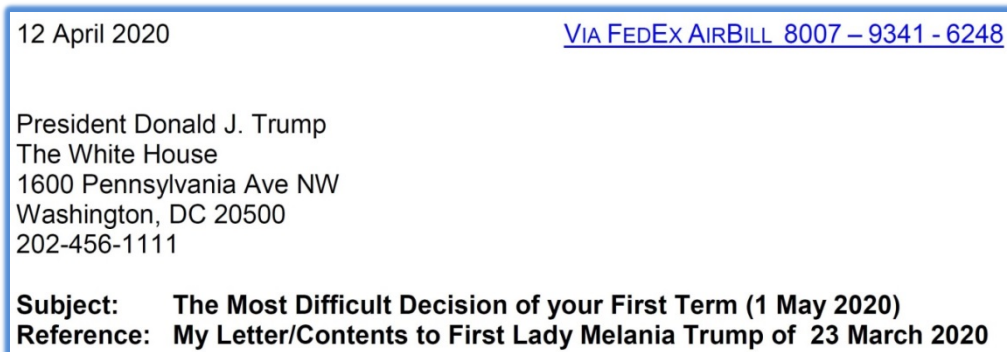 12 April 2020 VIA FEDEX AIRBILL 8007 – 9341 - 6248
President Donald J. Trump
The White House
1600 Pennsylvania Ave NW
Washington, DC 20500
202-456-1111
Subject: The Most Difficult Decision of your First Term (1 May 2020)
Reference: My Letter/Contents to First Lady Melania Trump of 23 March 2020